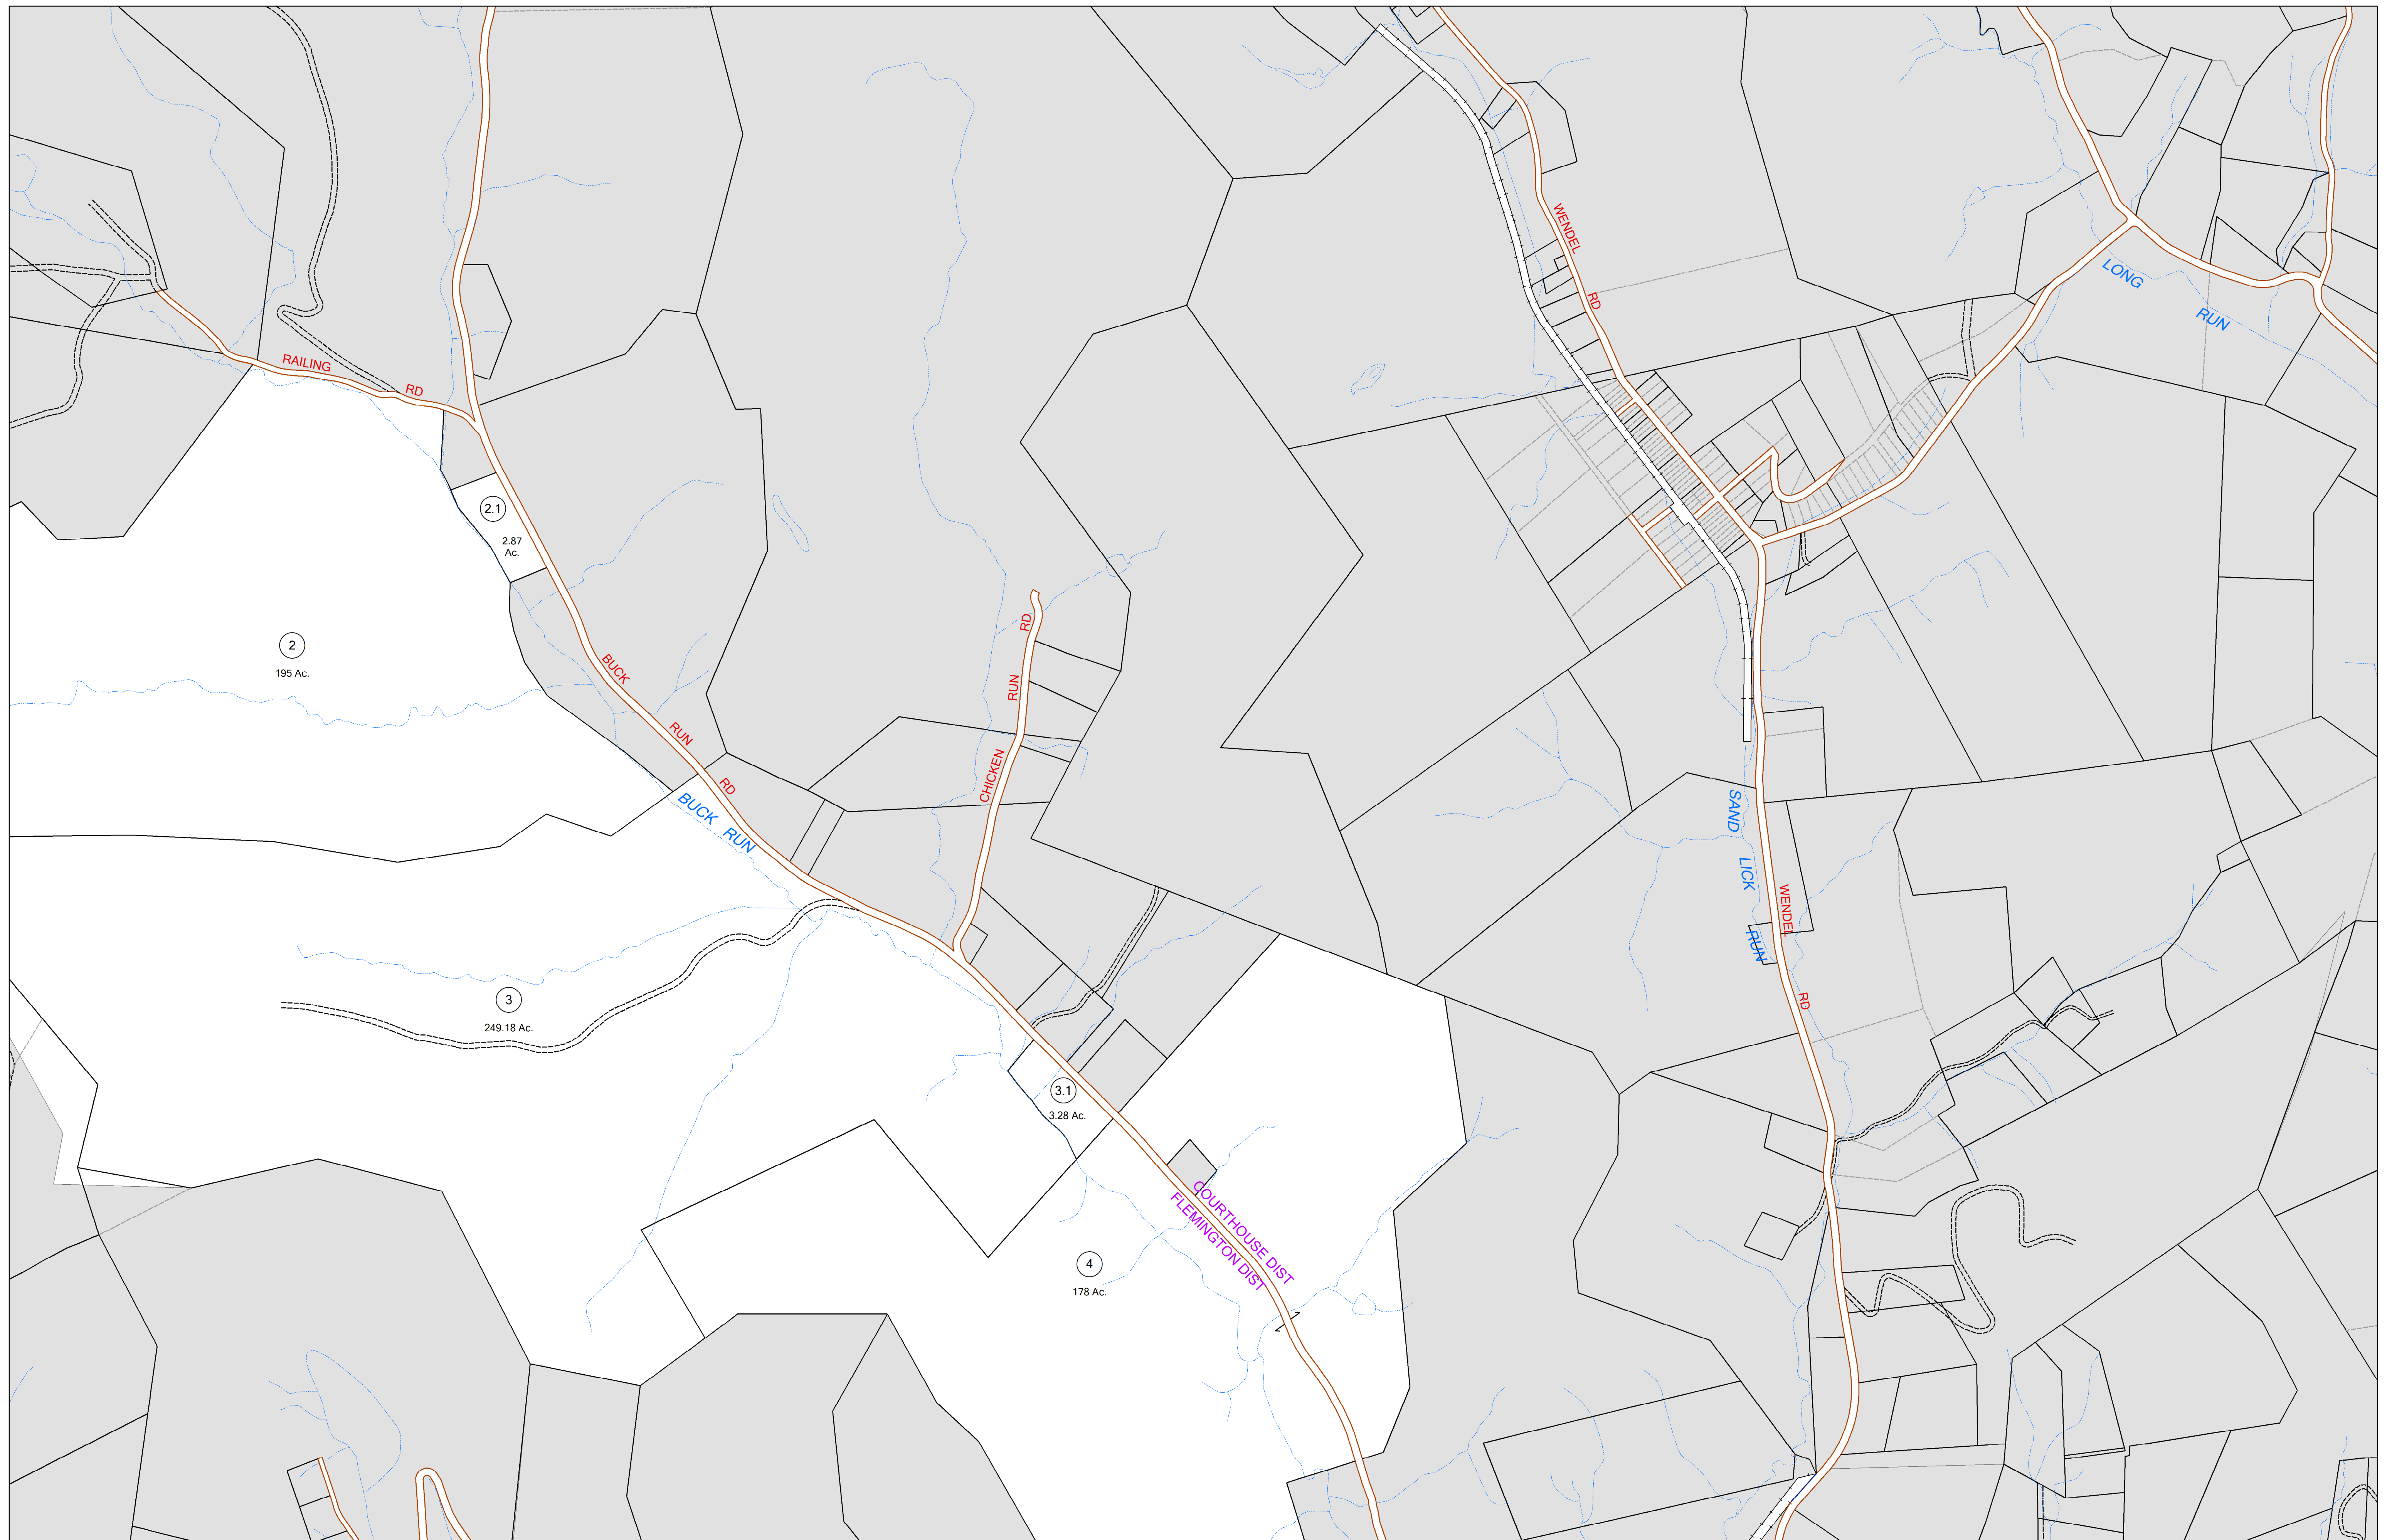 WENDEL
RD
LONG
RUN
RAILING
RD
2.1
2.87
Ac.
2
195 Ac.
BUCK
RUN
RD
BUCK RUN
CHICKEN
RUN
RD
SAND
LICK
RUN
WENDEL
RD
3
249.18 Ac.
3.1
3.28 Ac.
COURTHOUSE DIST
FLEMINGTON DIST
4
178 Ac.